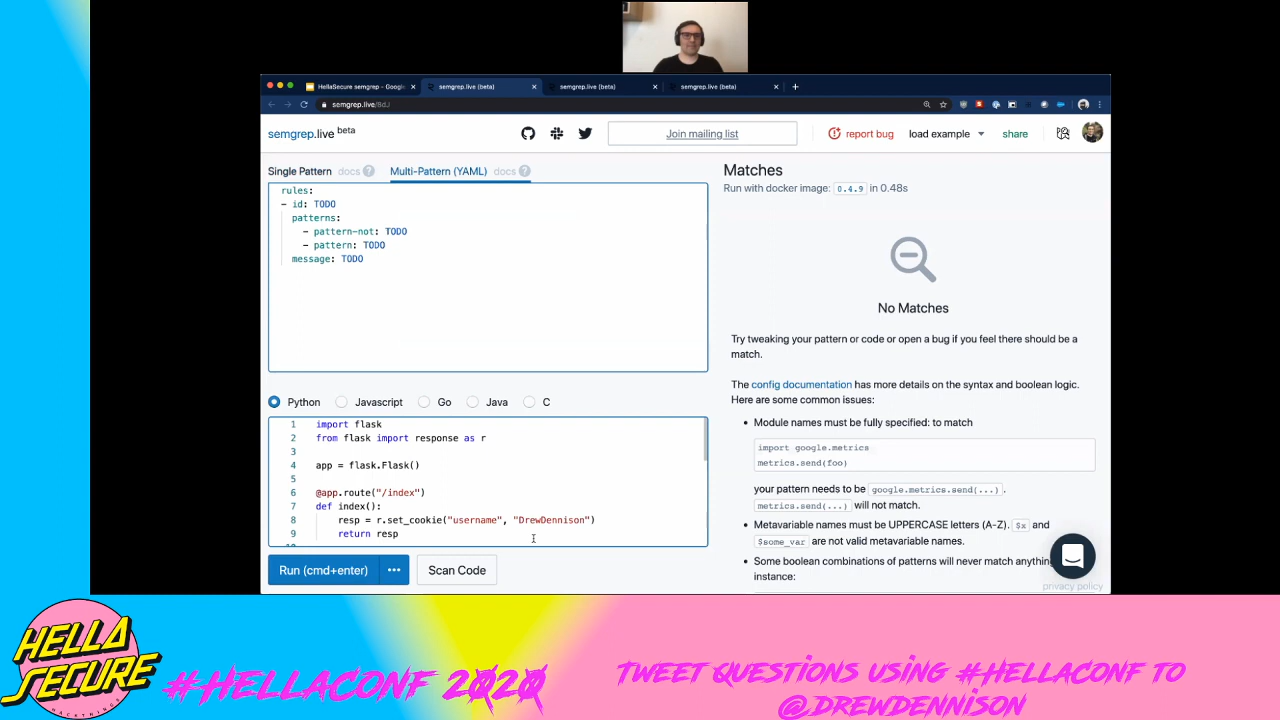 HellaSecure semgrep - Google
semgrep.live (beta)
semgrep.live (beta)
semgrep.live (beta)
semgrep.live/8dJ
semgrep.live beta
Join mailing list
report bug
load example
share
Single Pattern docs ?
Multi-Pattern (YAML) docs ?
rules:
- id: TODO
patterns:
- pattern-not: TODO
- pattern: TODO
message: TODO
Matches
Run with docker image: 0.4.9 in 0.48s
No Matches
Try tweaking your pattern or code or open a bug if you feel there should be a
match.
The config documentation has more details on the syntax and boolean logic.
Here are some common issues:
• Module names must be fully specified: to match
import google.metrics
metrics.send(foo)
your pattern needs to be google.metrics.send(...).
metrics.send(...) will not match.
• Metavariable names must be UPPERCASE letters (A-Z). $x and
$some_var are not valid metavariable names.
• Some boolean combinations of patterns will never match anything
instance:
privacy policy
Python
Javascript
Go
Java
C
1 import flask
2 from flask import response as r
3
4 app = flask.Flask()
5
6 @app.route("/index")
7 def index():
8 resp = r.set_cookie("username", "DrewDennison")
9 return resp
Run (cmd+enter)
...
Scan Code
HELLA
SECURE
HACKTHINGS
#HELLACONF 2020
TWEET QUESTIONS USING #HELLACONF TO
@DREWDENNISON